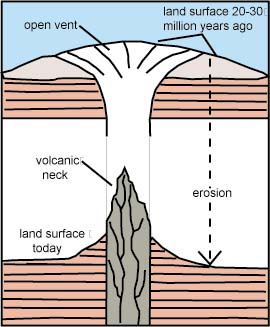 open vent
land surface 20-30
million years ago
volcanic
neck
erosion
land surface
today